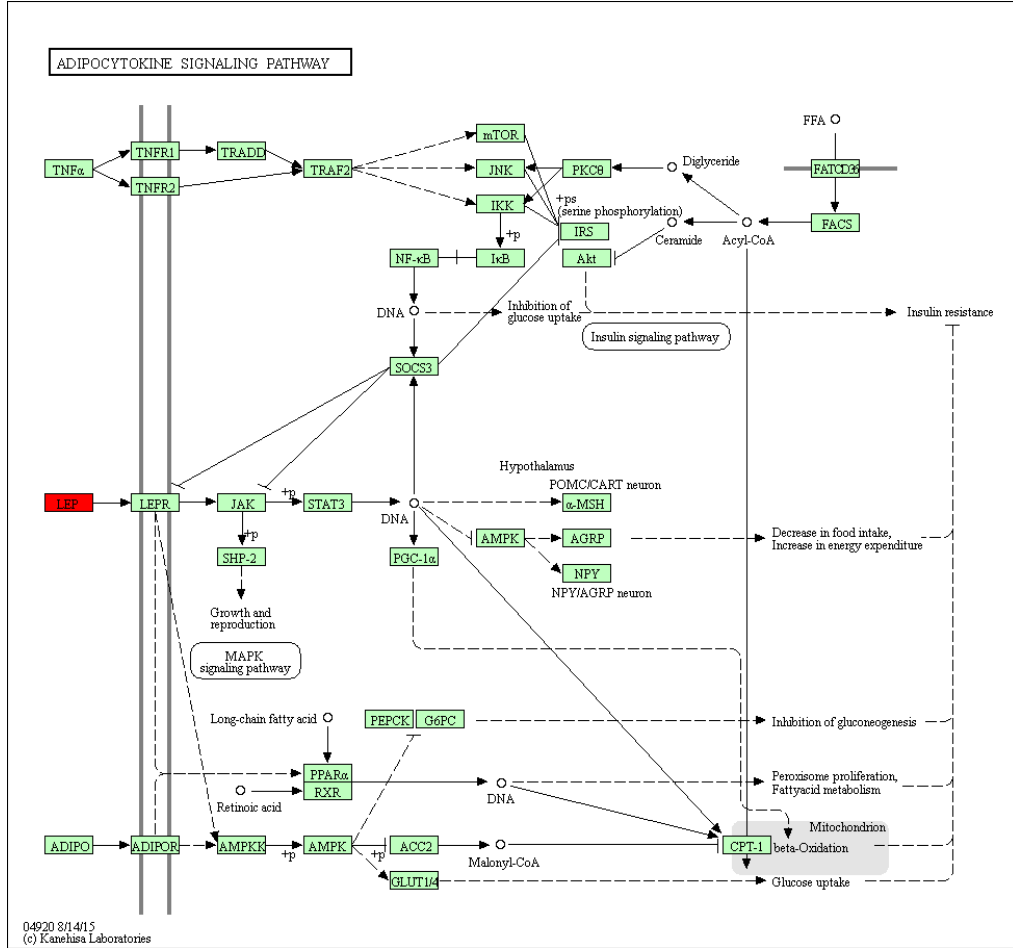 ADIPOCYTOKINE SIGNALING PATHWAY
FFA
mTOR
TNFα
TNFR1
TRADD
TNFR2
TRAF2
JNK
PKCθ
Diglyceride
FATCD36
IKK
+ps
(serine phosphorylation)
IRS
Ceramide
Acyl-CoA
FACS
+p
NF-κB
IκB
Akt
DNA
Inhibition of
glucose uptake
Insulin signaling pathway
Insulin resistance
SOCS3
Hypothalamus
POMC/CART neuron
LEP
LEPR
JAK
+p
STAT3
DNA
α-MSH
+p
SHP-2
PGC-1α
AMPK
AGRP
NPY
NPY/AGRP neuron
Decrease in food intake,
Increase in energy expenditure
Growth and
reproduction
MAPK
signaling pathway
Long-chain fatty acid
PEPCK
G6PC
Inhibition of gluconeogenesis
PPARα
RXR
Retinoic acid
DNA
Peroxisome proliferation,
Fattyacid metabolism
Mitochondrion
ADIPO
ADIPOR
AMPKK
+p
AMPK
+p
ACC2
Malonyl-CoA
CPT-1
beta-Oxidation
GLUT1/4
Glucose uptake
04920 8/14/15
(c) Kanehisa Laboratories